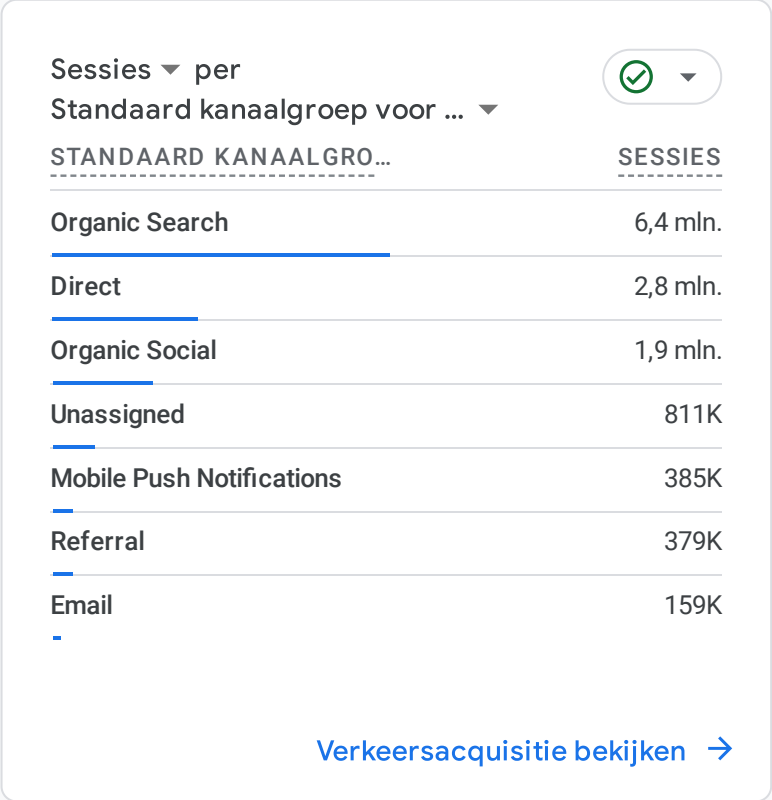 Sessies per
Standaard kanaalgroep voor ...
STANDAARD KANAALGRO… SESSIES
Organic Search 6,4 mln.
Direct 2,8 mln.
Organic Social 1,9 mln.
Unassigned 811K
Mobile Push Notifications 385K
Referral 379K
Email 159K
Verkeersacquisitie bekijken